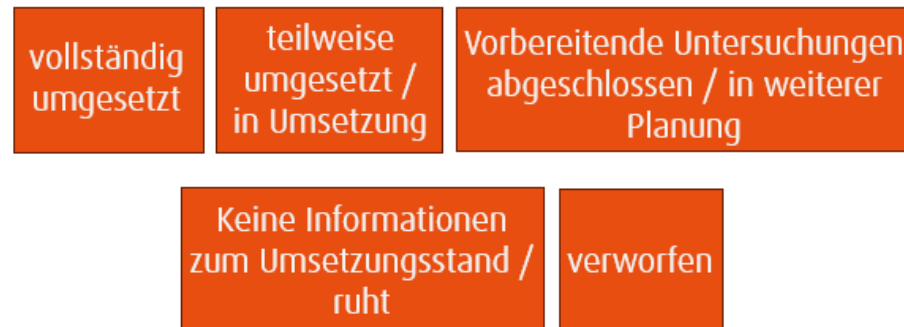 vollständig
umgesetzt
teilweise
umgesetzt /
in Umsetzung
Vorbereitende Untersuchungen
abgeschlossen / in weiterer
Planung
Keine Informationen
zum Umsetzungsstand /
ruht
verworfen